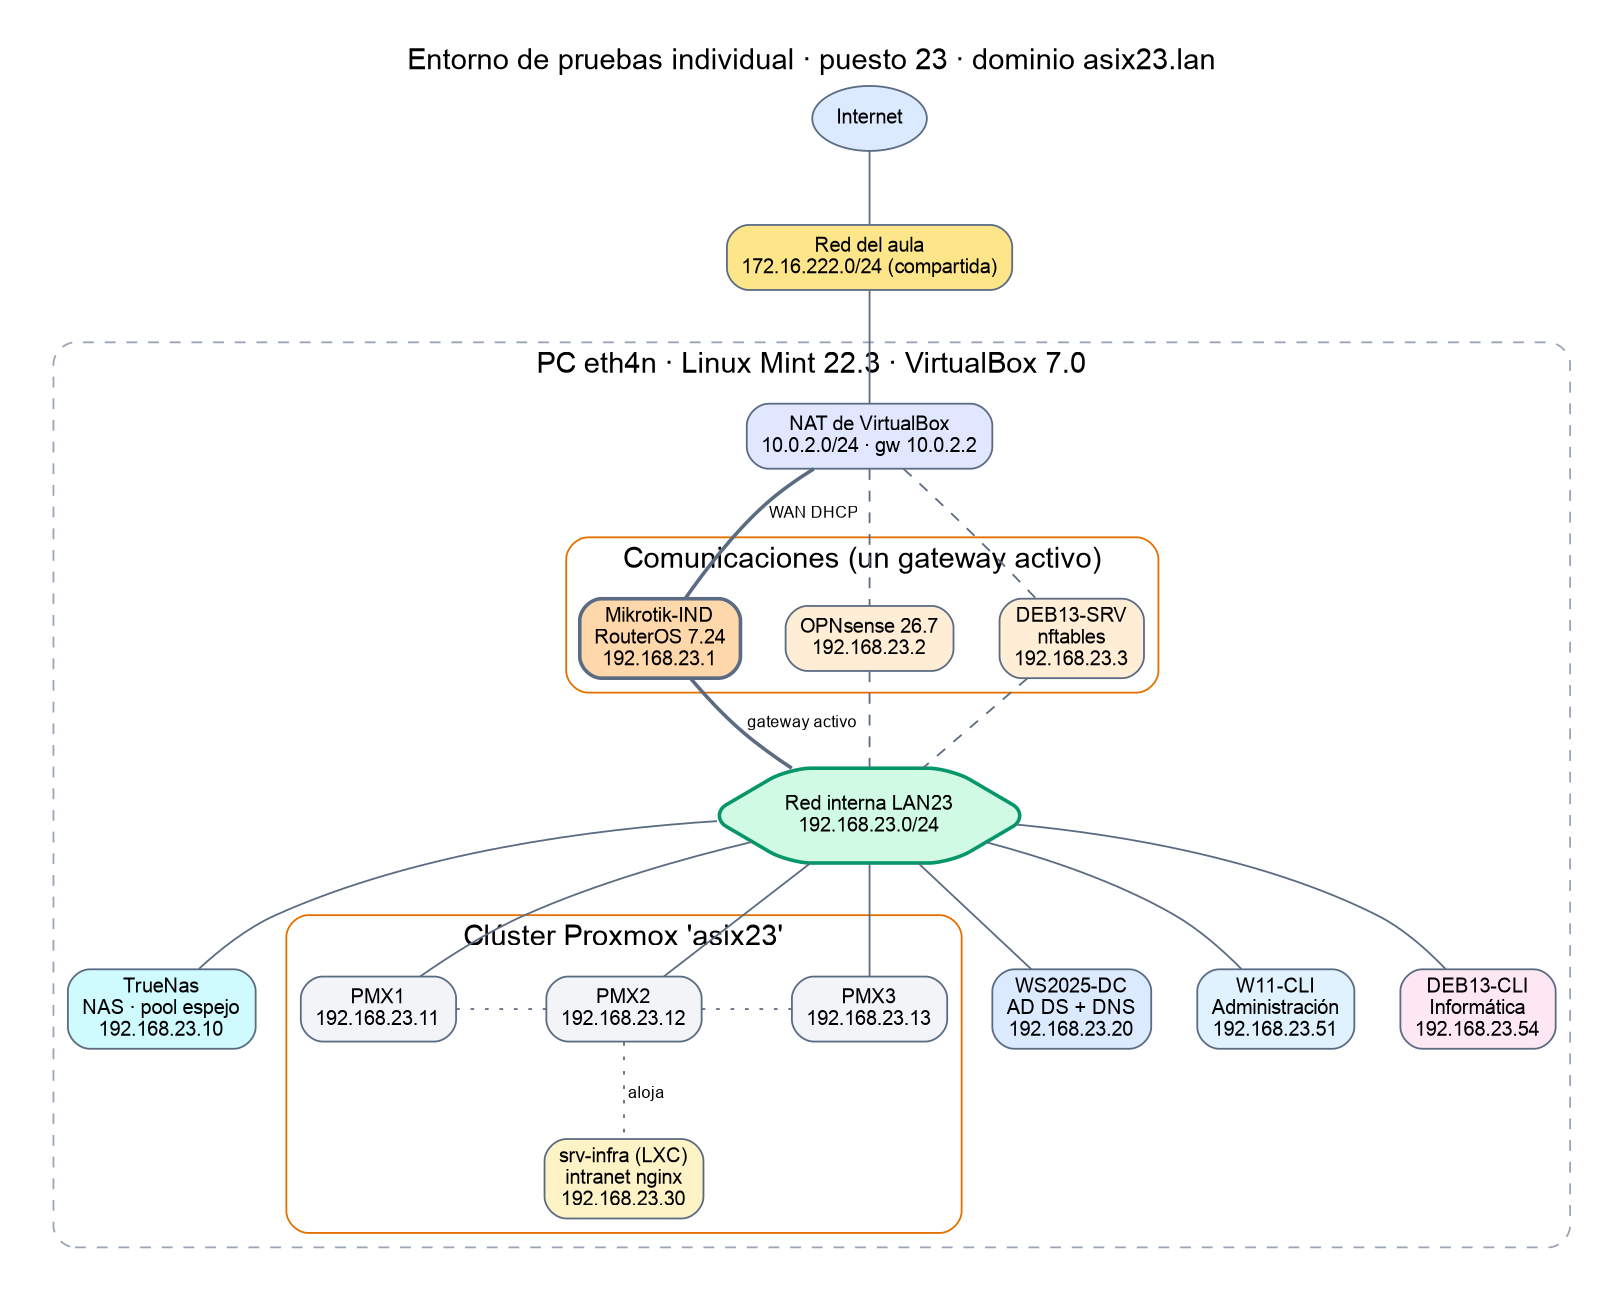 Entorno de pruebas individual · puesto 23 · dominio asix23.lan
Internet
Red del aula
172.16.222.0/24 (compartida)
PC eth4n · Linux Mint 22.3 · VirtualBox 7.0
NAT de VirtualBox
10.0.2.0/24 · gw 10.0.2.2
WAN DHCP
Comunicaciones (un gateway activo)
Mikrotik-IND
RouterOS 7.24
192.168.23.1
OPNsense 26.7
192.168.23.2
DEB13-SRV
nftables
192.168.23.3
gateway activo
Red interna LAN23
192.168.23.0/24
Clúster Proxmox 'asix23'
TrueNas
NAS · pool espejo
192.168.23.10
PMX1
192.168.23.11
PMX2
192.168.23.12
PMX3
192.168.23.13
WS2025-DC
AD DS + DNS
192.168.23.20
W11-CLI
Administración
192.168.23.51
DEB13-CLI
Informática
192.168.23.54
aloja
srv-infra (LXC)
intranet nginx
192.168.23.30